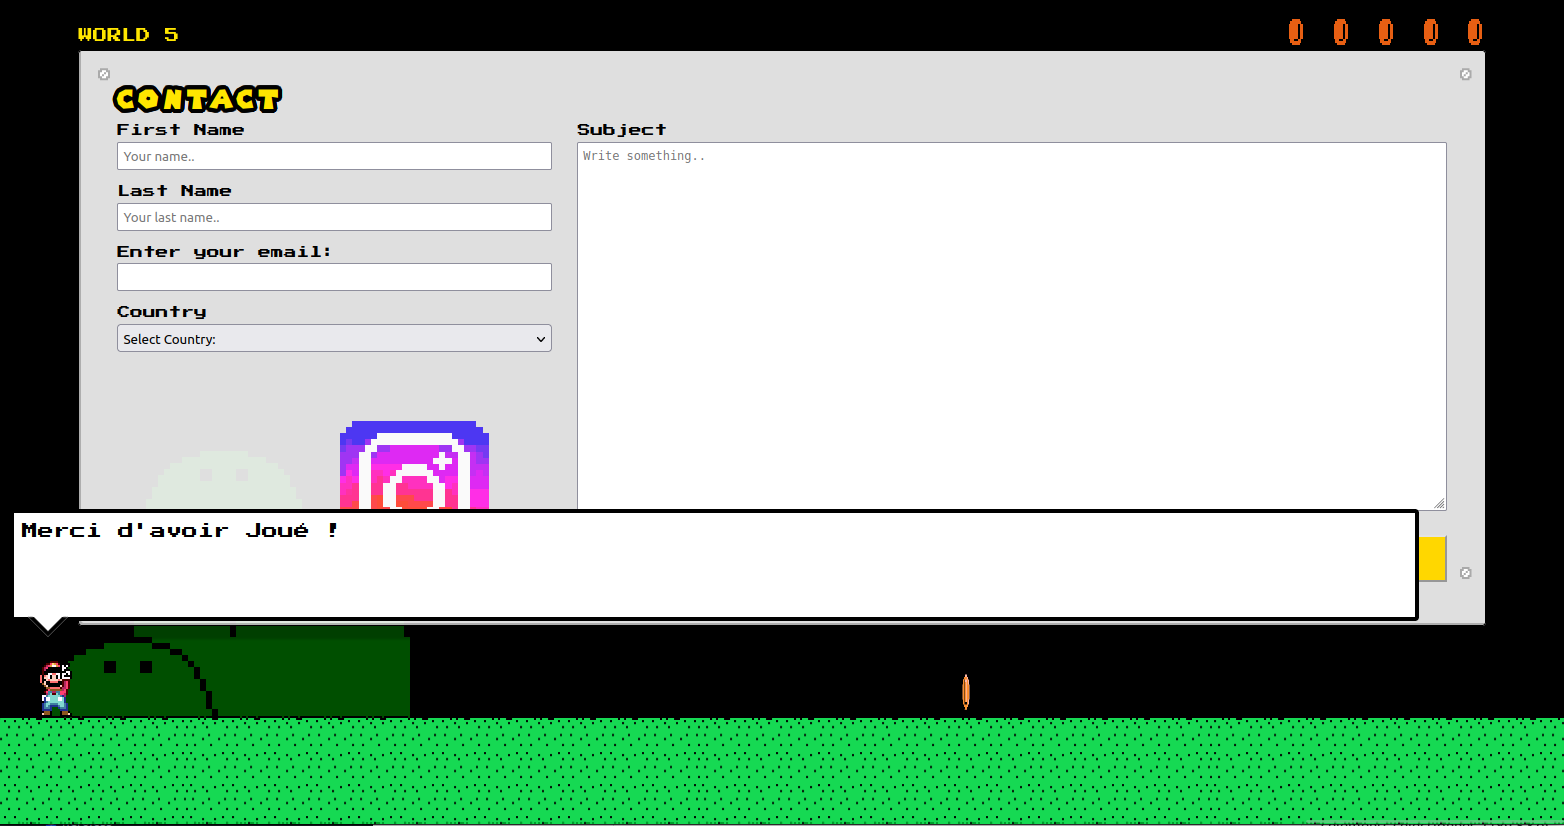 WORLD 5
CONTACT
First Name
Your name..
Last Name
Your last name..
Enter your email:
Country
Select Country:
Subject
Write something..
Merci d'avoir Joué !